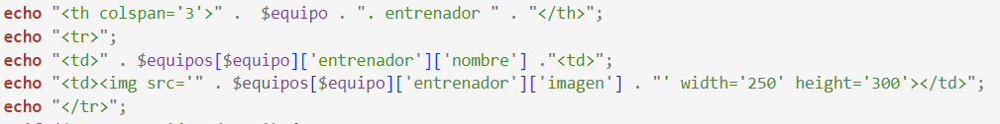 echo "<th colspan='3'>" .  $equipo . ". entrenador " . "</th>";
echo "<tr>";
echo "<td>" . $equipos[$equipo]['entrenador']['nombre'] ."<td>";
echo "<td><img src='" . $equipos[$equipo]['entrenador']['imagen'] . "' width='250' height='300'></td>";
echo "</tr>";